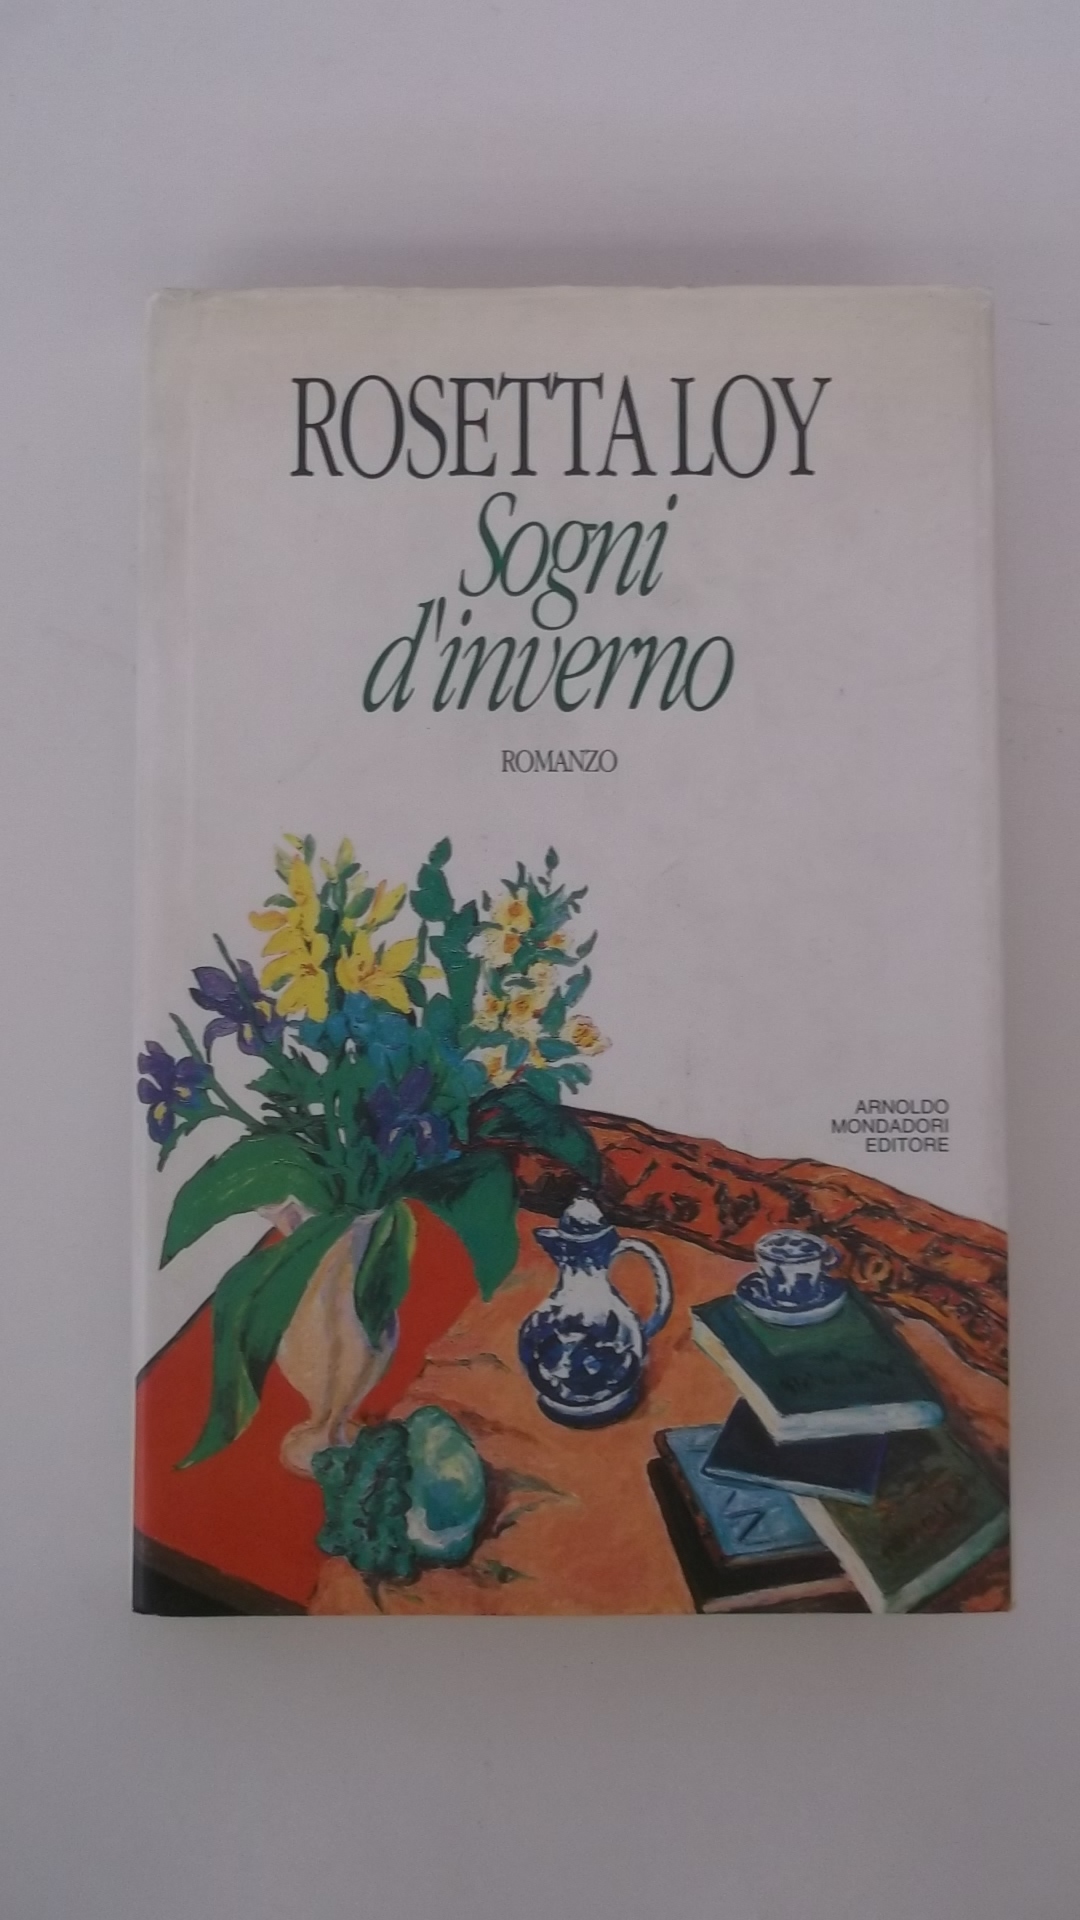 ROSETTA LOY
Sogni
d'inverno
ROMANZO
ARNOLDO
MONDADORI
EDITORE